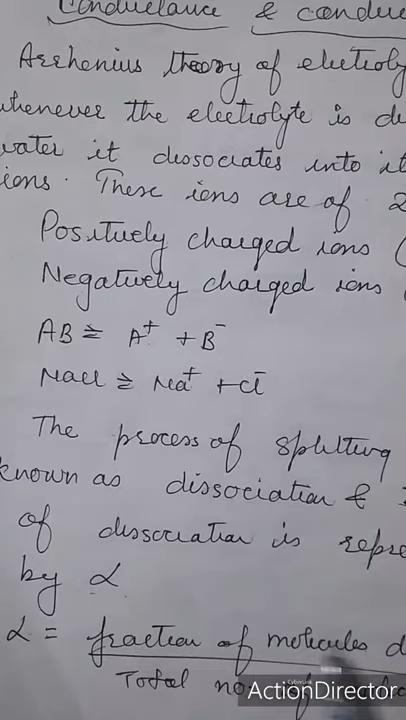 Conductance & conduc
Arrhenius theory of electroly
whenever the electrolyte is d
water it dissociates into it
ions. These ions are of 2
Positively charged ions (
Negatively charged ions (
AB ⇌ A⁺ + B⁻
NaCl ⇌ Na⁺ + Cl⁻
The process of splitting
known as dissociation &
of dissociation is repre
by α
α = fraction of molecules d
Total no of
CyberLink
ActionDirector